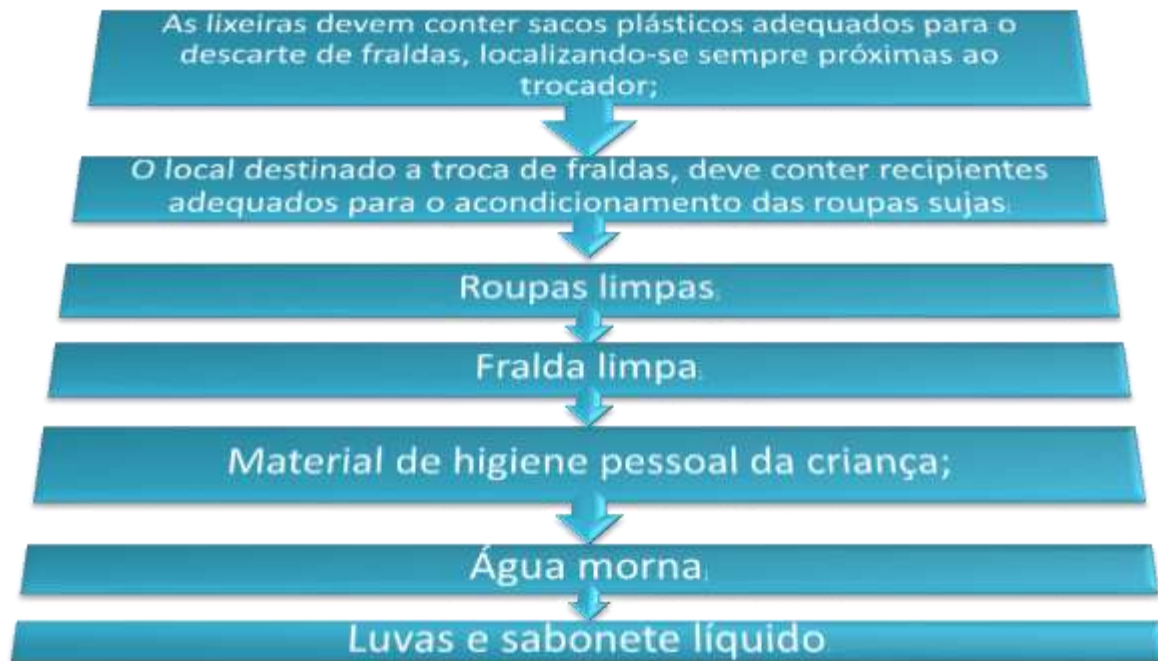 As lixeiras devem conter sacos plásticos adequados para o
descarte de fraldas, localizando-se sempre próximas ao
trocador;
O local destinado a troca de fraldas, deve conter recipientes
adequados para o acondicionamento das roupas sujas;
Roupas limpas;
Fralda limpa;
Material de higiene pessoal da criança;
Água morna;
Luvas e sabonete líquido